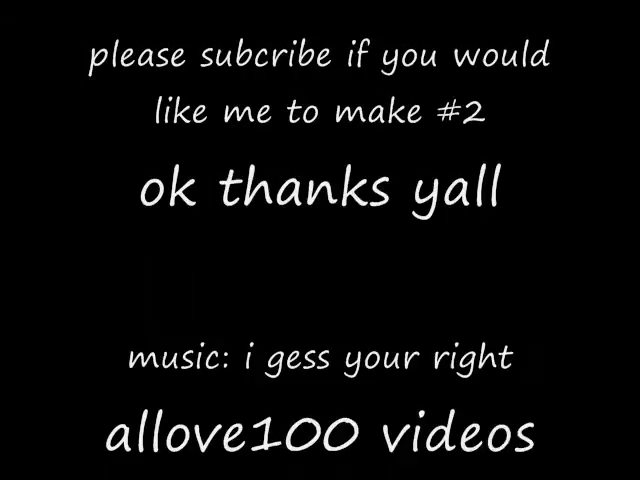 please subcribe if you would
like me to make #2
ok thanks yall
music: i gess your right
allove100 videos